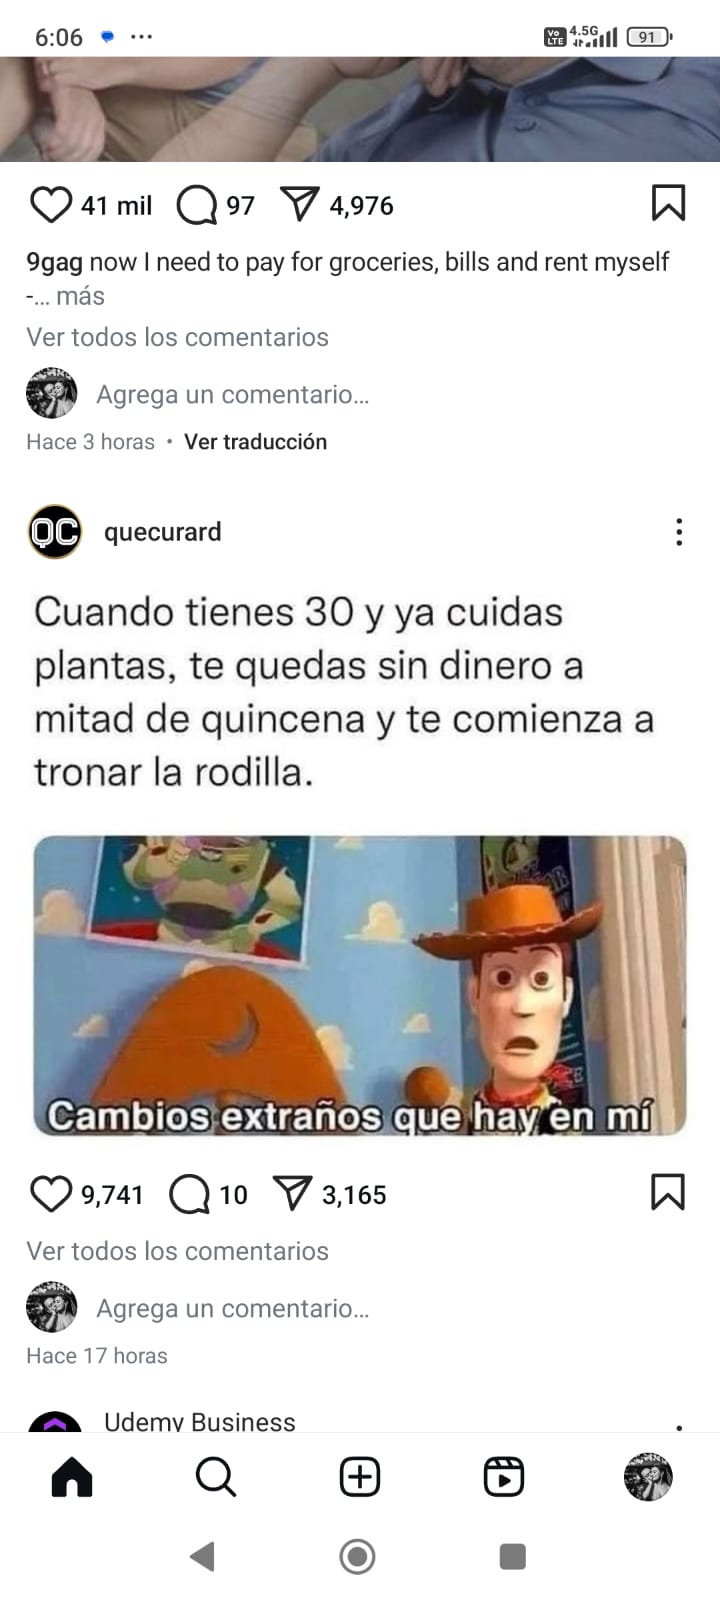 6:06
Vo LTE 4.5G 91
41 mil 97 4,976
9gag now I need to pay for groceries, bills and rent myself
-... más
Ver todos los comentarios
Agrega un comentario...
Hace 3 horas • Ver traducción
QC quecurard
Cuando tienes 30 y ya cuidas
plantas, te quedas sin dinero a
mitad de quincena y te comienza a
tronar la rodilla.
Cambios extraños que hay en mí
9,741 10 3,165
Ver todos los comentarios
Agrega un comentario...
Hace 17 horas
Udemy Business